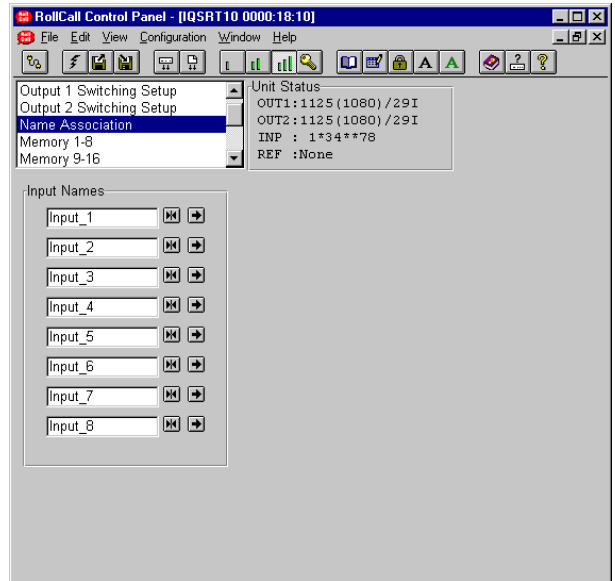 RollCall Control Panel - [IQSRT10 0000:18:10]
File Edit View Configuration Window Help
A A
Output 1 Switching Setup
Output 2 Switching Setup
Name Association
Memory 1-8
Memory 9-16
Unit Status
OUT1:1125(1080)/29I
OUT2:1125(1080)/29I
INP : 1*34**78
REF :None
Input Names
Input_1
Input_2
Input_3
Input_4
Input_5
Input_6
Input_7
Input_8